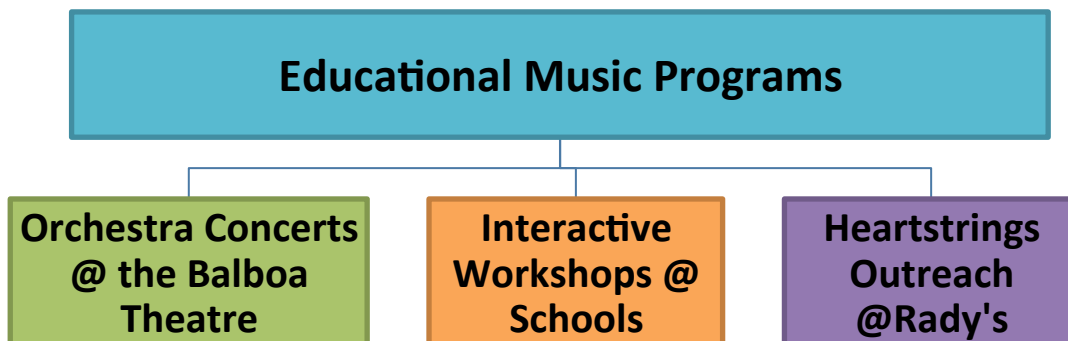 Educational Music Programs
Orchestra Concerts
@ the Balboa
Theatre
Interactive
Workshops @
Schools
Heartstrings
Outreach
@Rady's